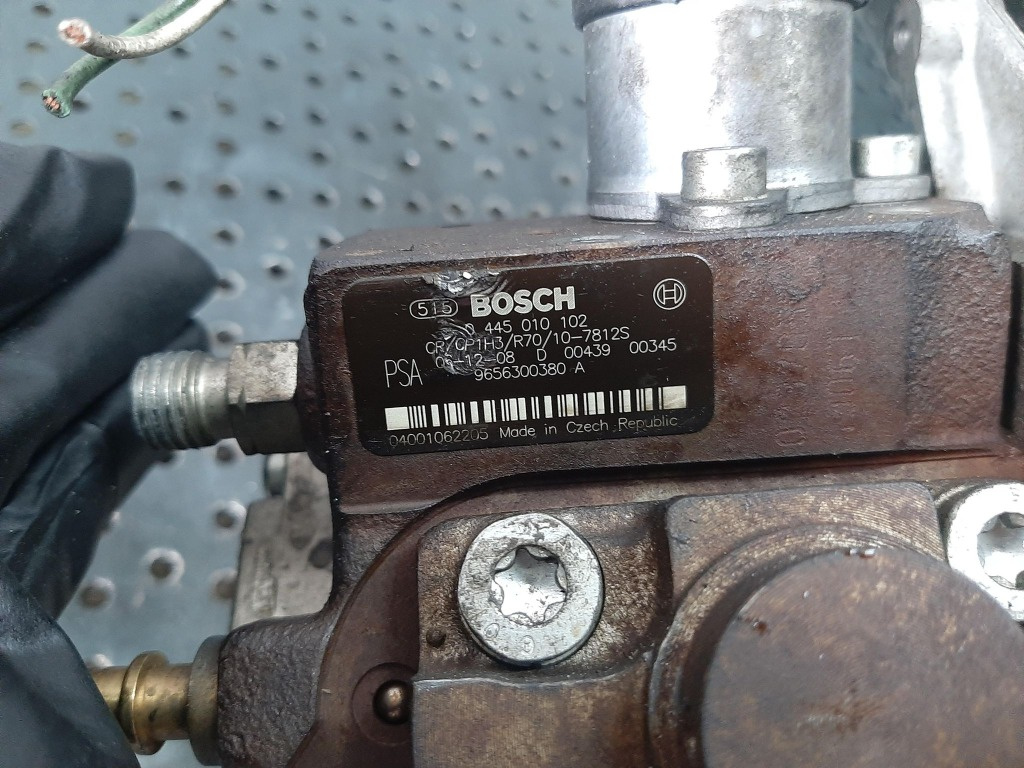 515 BOSCH
0 445 010 102
CR/CP1H3/R70/10-7812S
06-12-08 D 00439 00345
PSA 9656300380 A
04001062205 Made in Czech Republic